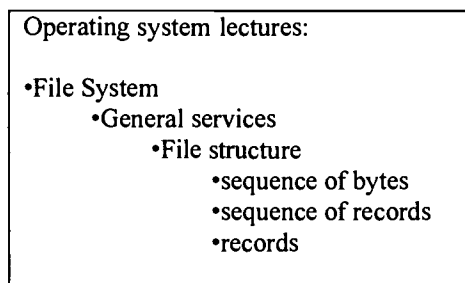 Operating system lectures:
•File System
•General services
•File structure
•sequence of bytes
•sequence of records
•records